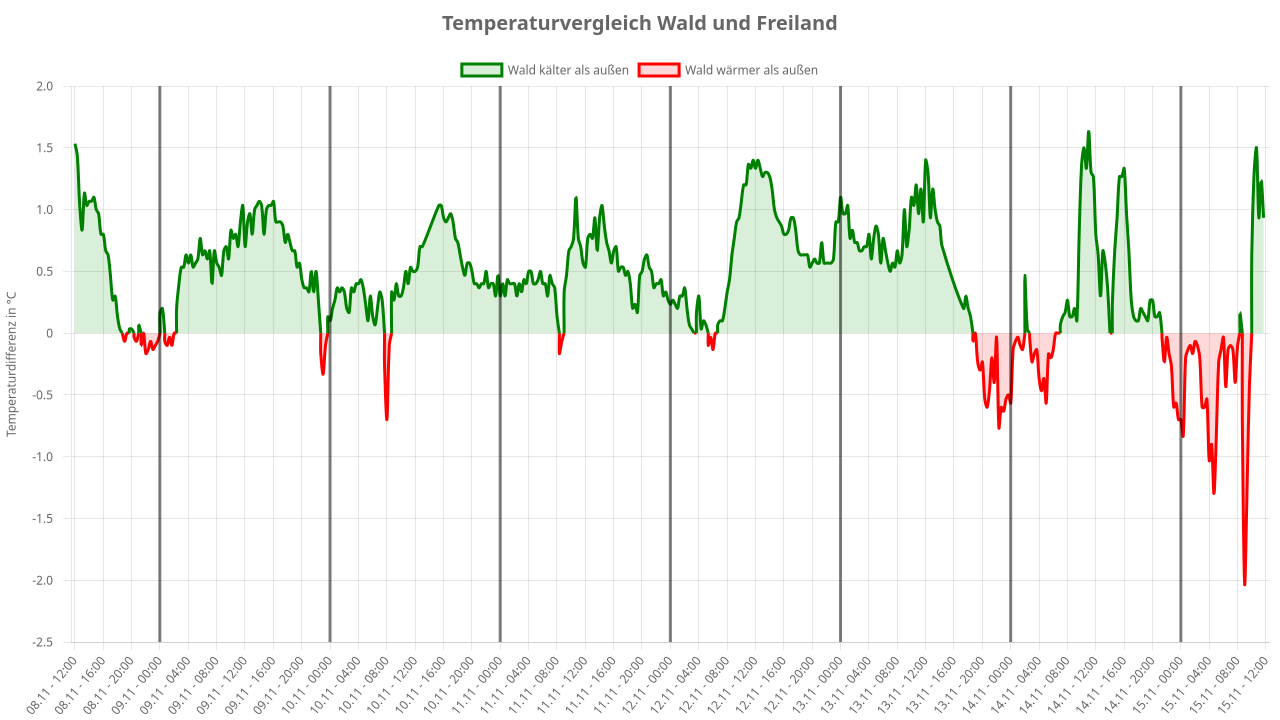 Temperaturvergleich Wald und Freiland
Wald kälter als außen
Wald wärmer als außen
Temperaturdifferenz in °C
2.0
1.5
1.0
0.5
0
-0.5
-1.0
-1.5
-2.0
-2.5
08.11 - 12:00
08.11 - 16:00
08.11 - 20:00
09.11 - 00:00
09.11 - 04:00
09.11 - 08:00
09.11 - 12:00
09.11 - 16:00
09.11 - 20:00
10.11 - 00:00
10.11 - 04:00
10.11 - 08:00
10.11 - 12:00
10.11 - 16:00
10.11 - 20:00
11.11 - 00:00
11.11 - 04:00
11.11 - 08:00
11.11 - 12:00
11.11 - 16:00
11.11 - 20:00
12.11 - 00:00
12.11 - 04:00
12.11 - 08:00
12.11 - 12:00
12.11 - 16:00
12.11 - 20:00
13.11 - 00:00
13.11 - 04:00
13.11 - 08:00
13.11 - 12:00
13.11 - 16:00
13.11 - 20:00
14.11 - 00:00
14.11 - 04:00
14.11 - 08:00
14.11 - 12:00
14.11 - 16:00
14.11 - 20:00
15.11 - 00:00
15.11 - 04:00
15.11 - 08:00
15.11 - 12:00